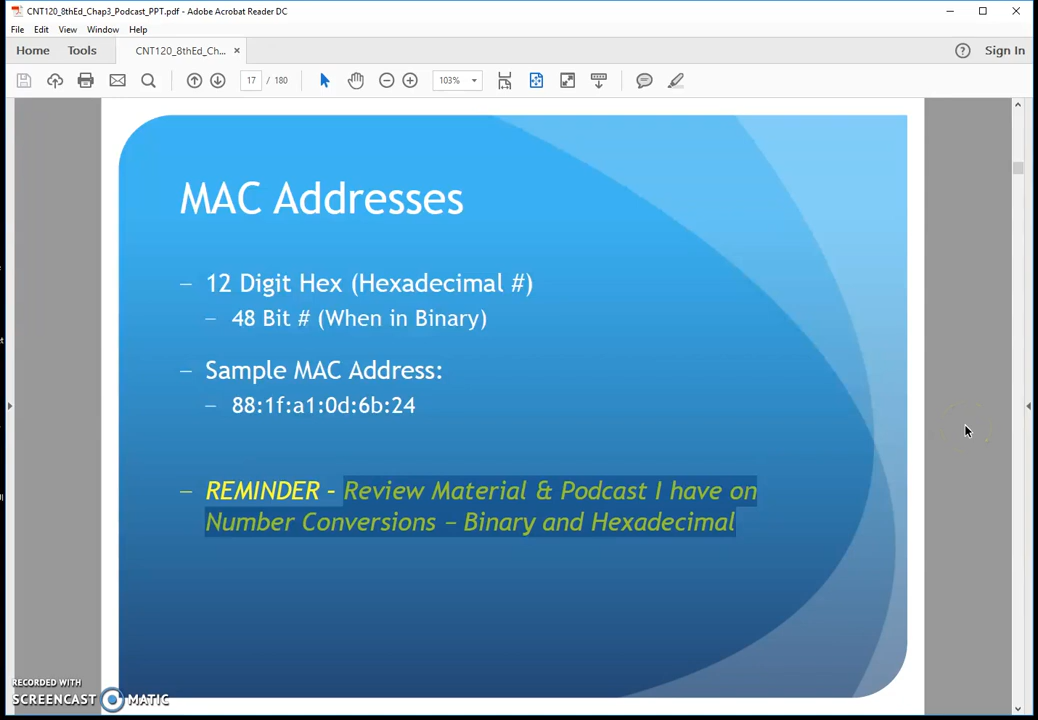 CNT120_8thEd_Chap3_Podcast_PPT.pdf - Adobe Acrobat Reader DC
File Edit View Window Help
Home Tools CNT120_8thEd_Ch... × Sign In
17 / 180 103%
MAC Addresses
– 12 Digit Hex (Hexadecimal #)
– 48 Bit # (When in Binary)
– Sample MAC Address:
– 88:1f:a1:0d:6b:24
– REMINDER – Review Material & Podcast I have on
Number Conversions – Binary and Hexadecimal
RECORDED WITH
SCREENCAST MATIC